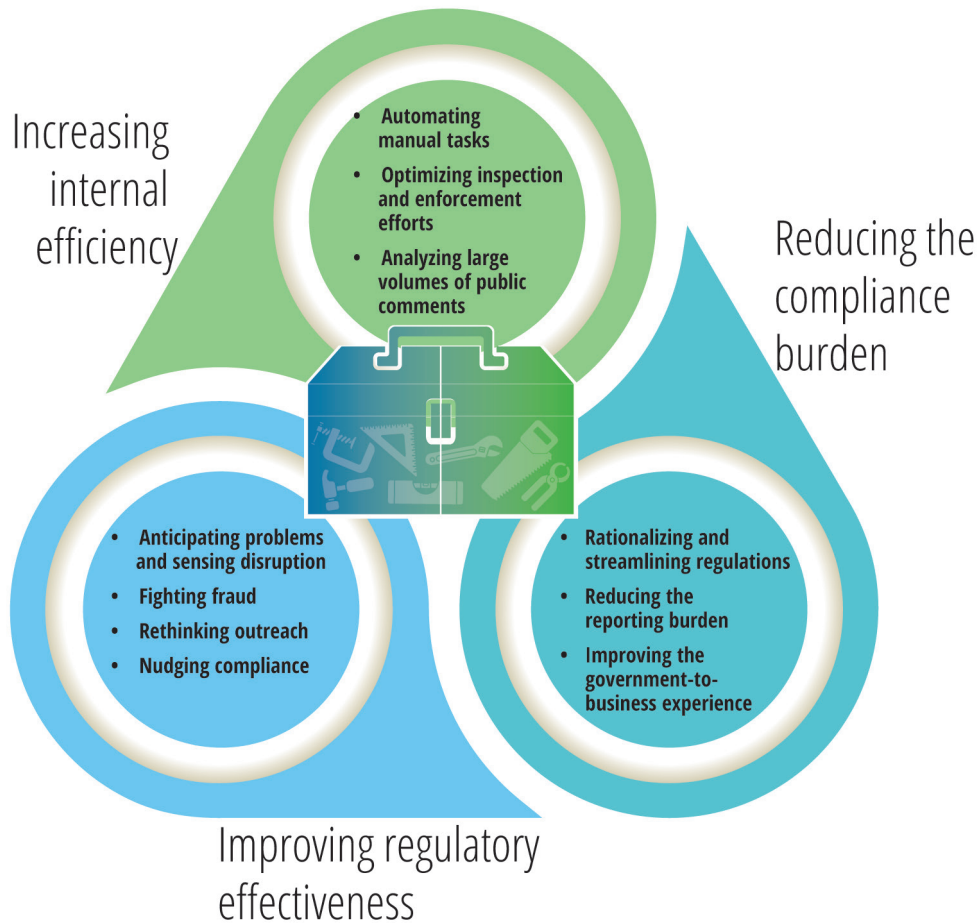 Increasing
internal
efficiency
• Automating
manual tasks
• Optimizing inspection
and enforcement
efforts
• Analyzing large
volumes of public
comments
Reducing the
compliance
burden
• Rationalizing and
streamlining regulations
• Reducing the
reporting burden
• Improving the
government-to-
business experience
• Anticipating problems
and sensing disruption
• Fighting fraud
• Rethinking outreach
• Nudging compliance
Improving regulatory
effectiveness